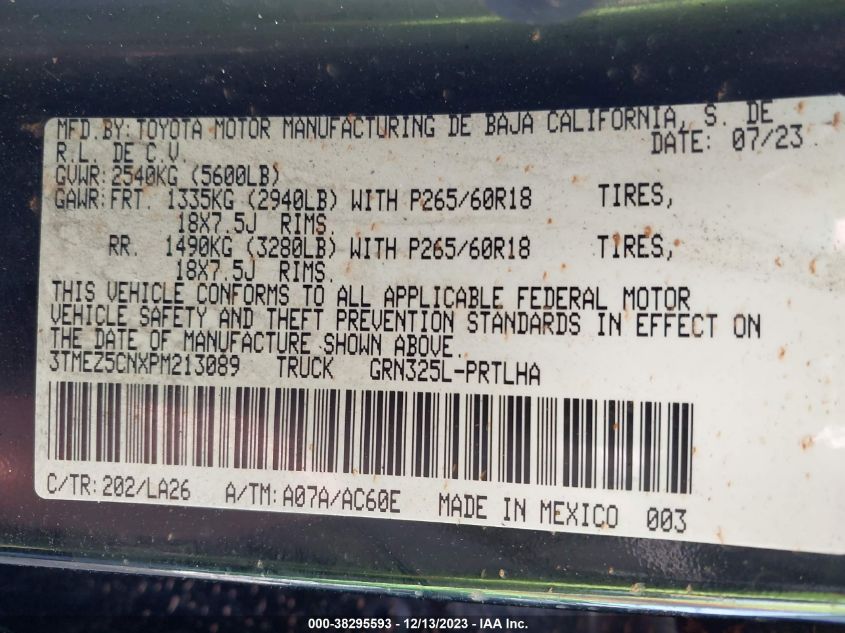 MFD.BY: TOYOTA MOTOR MANUFACTURING DE BAJA CALIFORNIA, S. DE
R.L. DE C.V. DATE: 07/23
GVWR: 2540KG (5600LB)
GAWR: FRT. 1335KG (2940LB) WITH P265/60R18 TIRES,
18X7.5J RIMS.
RR. 1490KG (3280LB) WITH P265/60R18 TIRES,
18X7.5J RIMS.
THIS VEHICLE CONFORMS TO ALL APPLICABLE FEDERAL MOTOR
VEHICLE SAFETY AND THEFT PREVENTION STANDARDS IN EFFECT ON
THE DATE OF MANUFACTURE SHOWN ABOVE.
3TMEZ5CNXPM213089 TRUCK GRN325L-PRTLHA
C/TR: 202/LA26 A/TM: A07A/AC60E MADE IN MEXICO 003
000-38295593 - 12/13/2023 - IAA Inc.